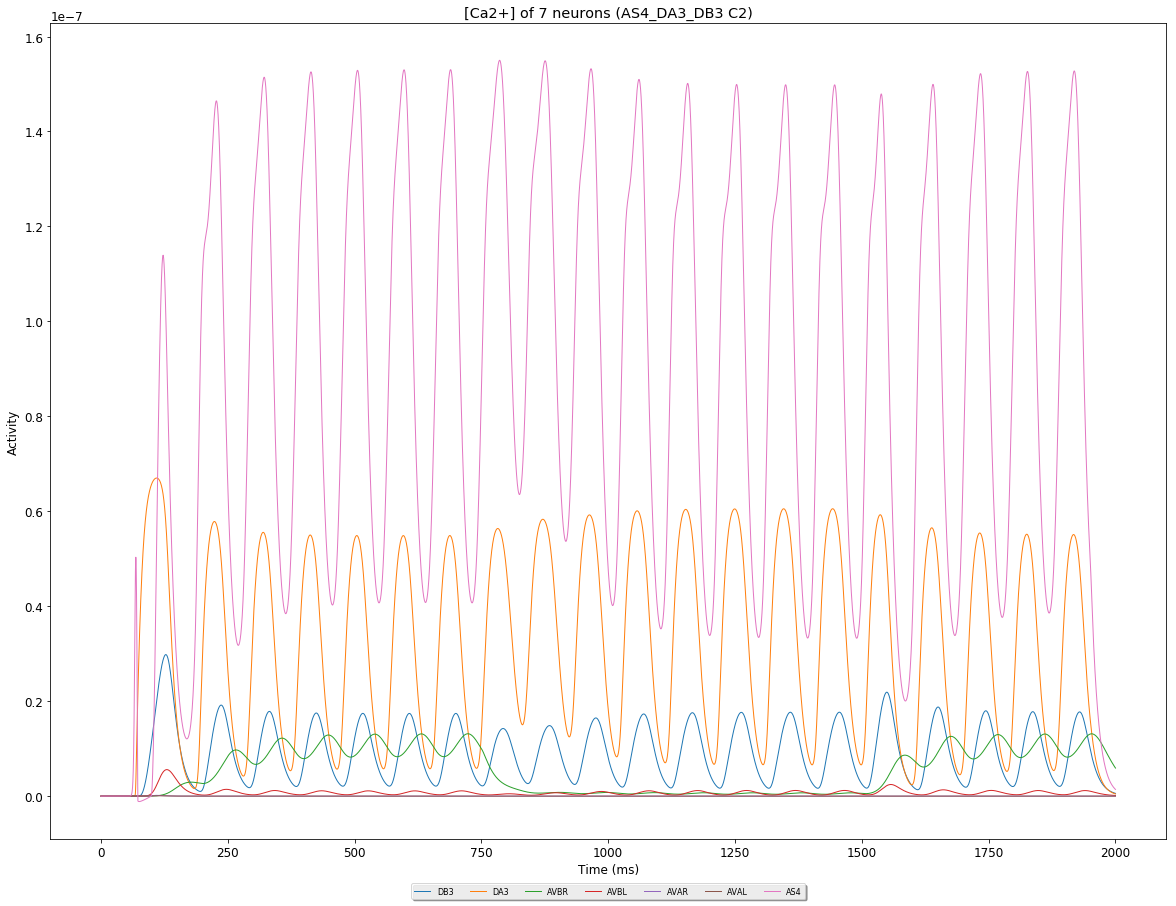 [Ca2+] of 7 neurons (AS4_DA3_DB3 C2)
1e−7
1.6
1.4
1.2
1.0
0.8
0.6
0.4
0.2
0.0
Activity
0 250 500 750 1000 1250 1500 1750 2000
Time (ms)
DB3 DA3 AVBR AVBL AVAR AVAL AS4